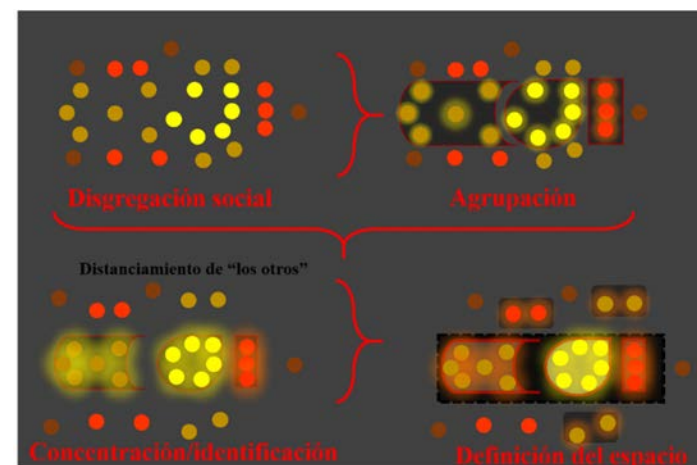 Disgregación social
Agrupación
Distanciamiento de “los otros”
Concentración/identificación
Definición del espacio